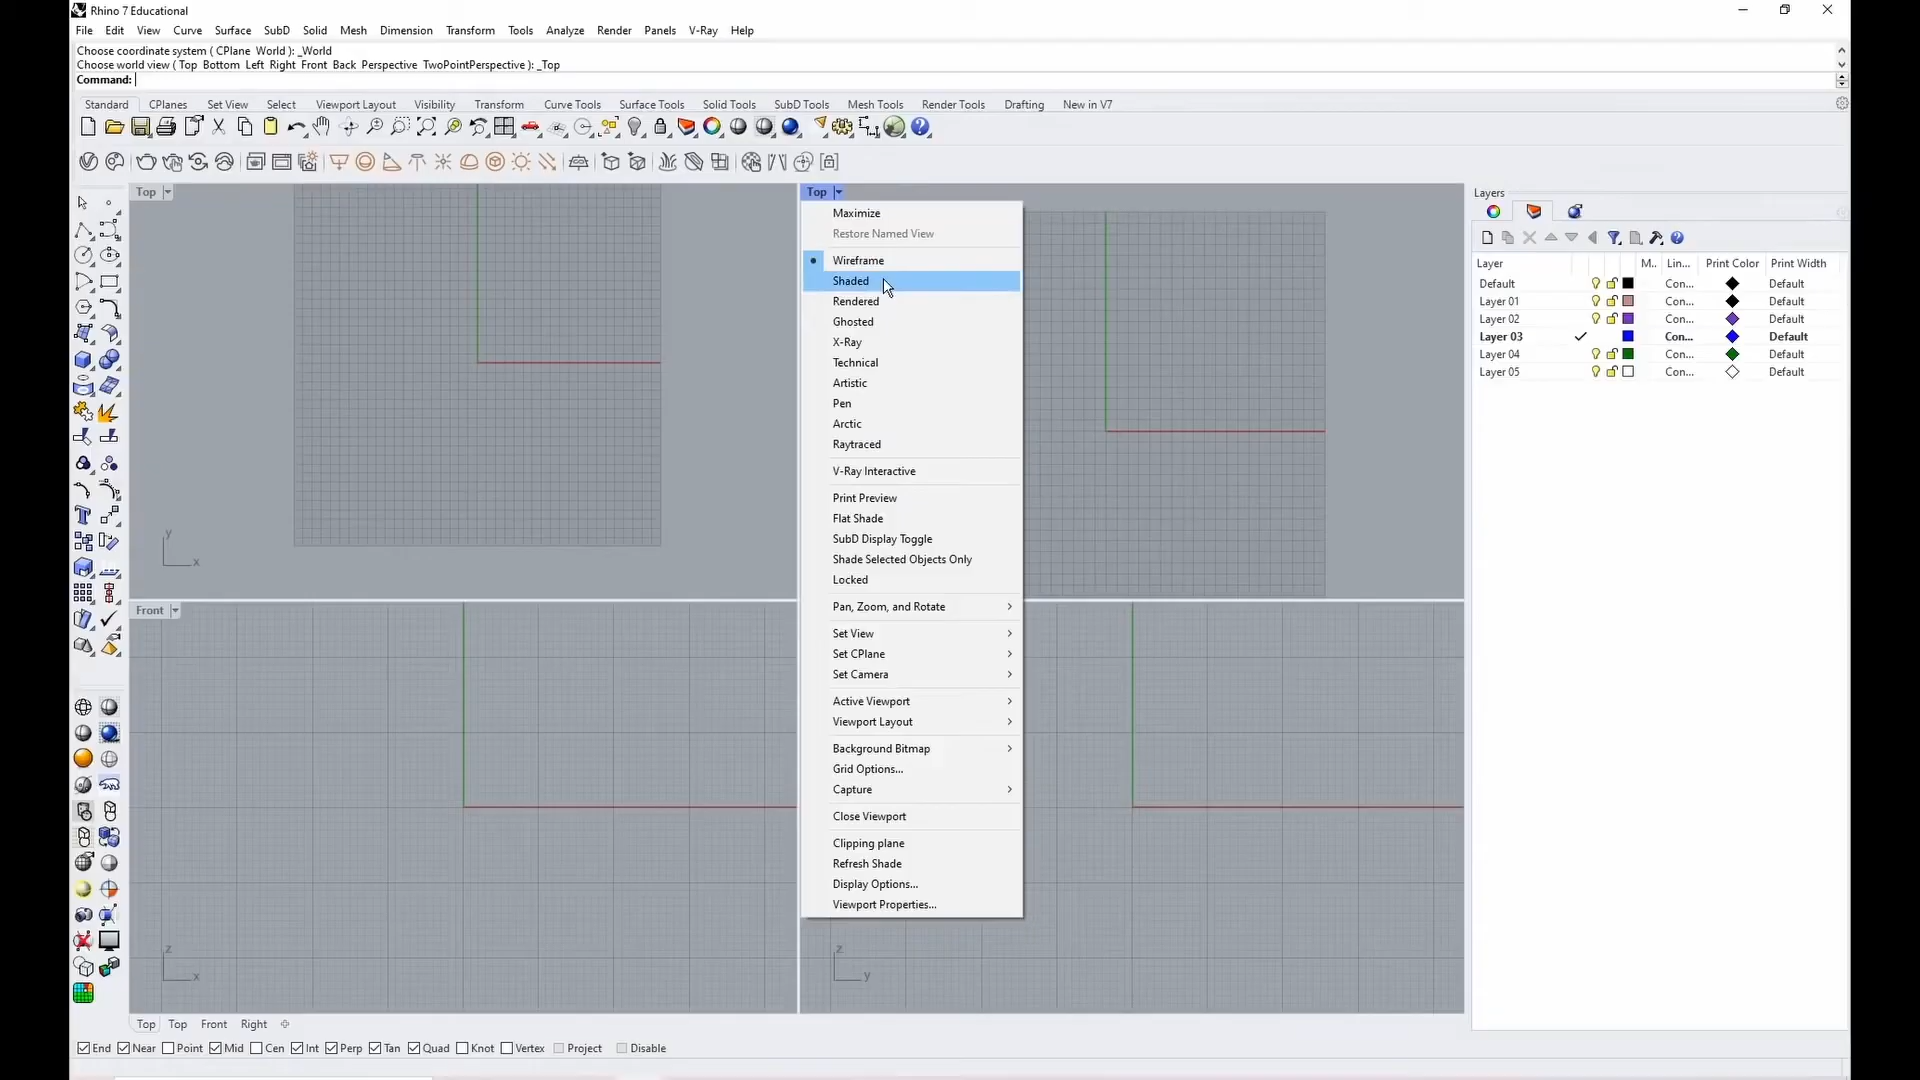 Rhino 7 Educational
File Edit View Curve Surface SubD Solid Mesh Dimension Transform Tools Analyze Render Panels V-Ray Help
Choose coordinate system ( CPlane World ): _World
Choose world view ( Top Bottom Left Right Front Back Perspective TwoPointPerspective ): _Top
Command:
Standard CPlanes Set View Select Viewport Layout Visibility Transform Curve Tools Surface Tools Solid Tools SubD Tools Mesh Tools Render Tools Drafting New in V7
Top
y
x
Top
Maximize
Restore Named View
Wireframe
Shaded
Rendered
Ghosted
X-Ray
Technical
Artistic
Pen
Arctic
Raytraced
V-Ray Interactive
Print Preview
Flat Shade
SubD Display Toggle
Shade Selected Objects Only
Locked
Pan, Zoom, and Rotate
Set View
Set CPlane
Set Camera
Active Viewport
Viewport Layout
Background Bitmap
Grid Options...
Capture
Close Viewport
Clipping plane
Refresh Shade
Display Options...
Viewport Properties...
Front
z
x
z
y
Layers
Layer M.. Lin... Print Color Print Width
Default Con... Default
Layer 01 Con... Default
Layer 02 Con... Default
Layer 03 Con... Default
Layer 04 Con... Default
Layer 05 Con... Default
Top Top Front Right
End Near Point Mid Cen Int Perp Tan Quad Knot Vertex Project Disable